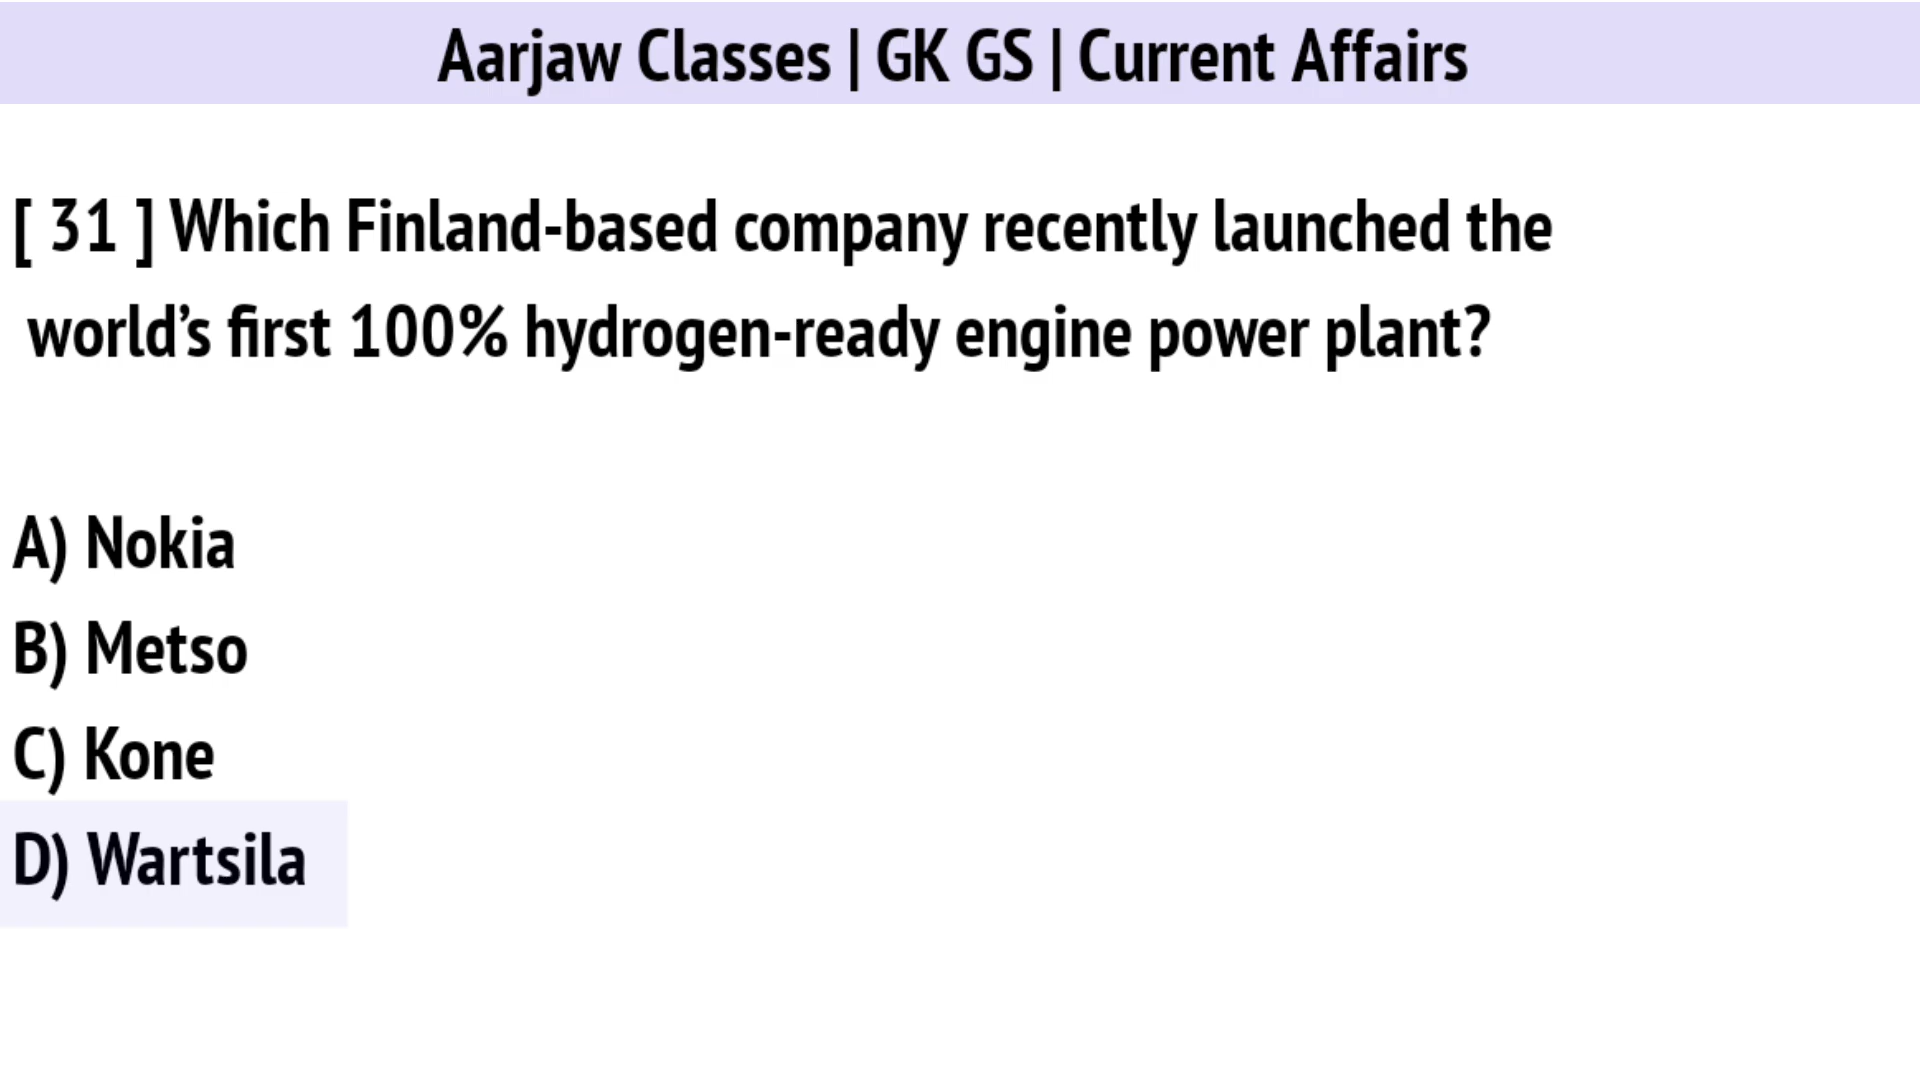 Aarjaw Classes | GK GS | Current Affairs
[ 31 ] Which Finland-based company recently launched the
world’s first 100% hydrogen-ready engine power plant?
A) Nokia
B) Metso
C) Kone
D) Wartsila